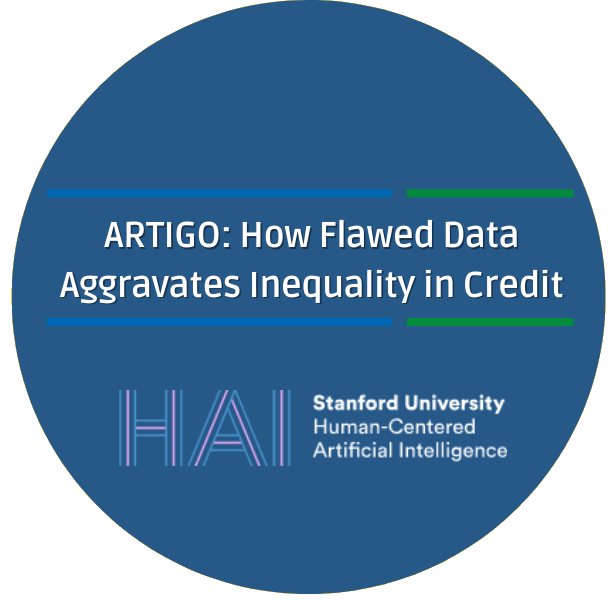 ARTIGO: How Flawed Data
Aggravates Inequality in Credit
HAI
Stanford University
Human-Centered
Artificial Intelligence